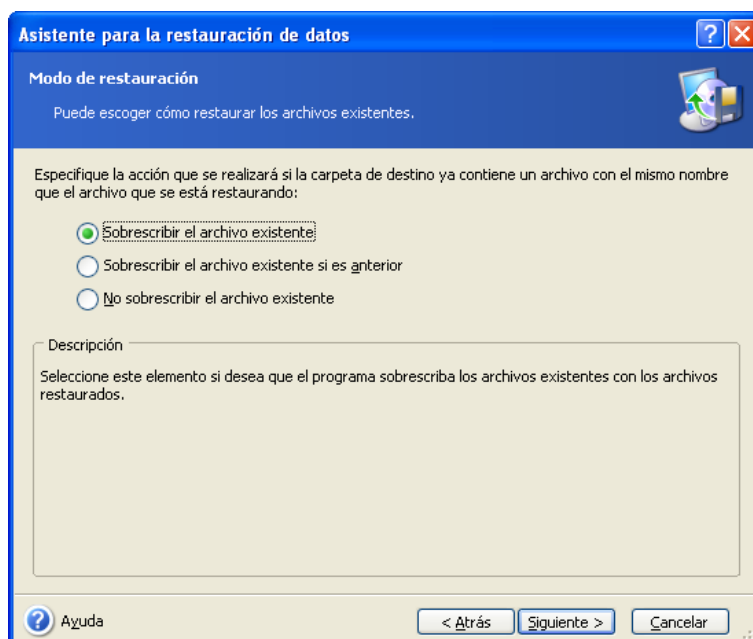 Asistente para la restauración de datos
Modo de restauración
Puede escoger cómo restaurar los archivos existentes.
Especifique la acción que se realizará si la carpeta de destino ya contiene un archivo con el mismo nombre
que el archivo que se está restaurando:
Sobrescribir el archivo existente
Sobrescribir el archivo existente si es anterior
No sobrescribir el archivo existente
Descripción
Seleccione este elemento si desea que el programa sobrescriba los archivos existentes con los archivos
restaurados.
Ayuda
< Atrás
Siguiente >
Cancelar